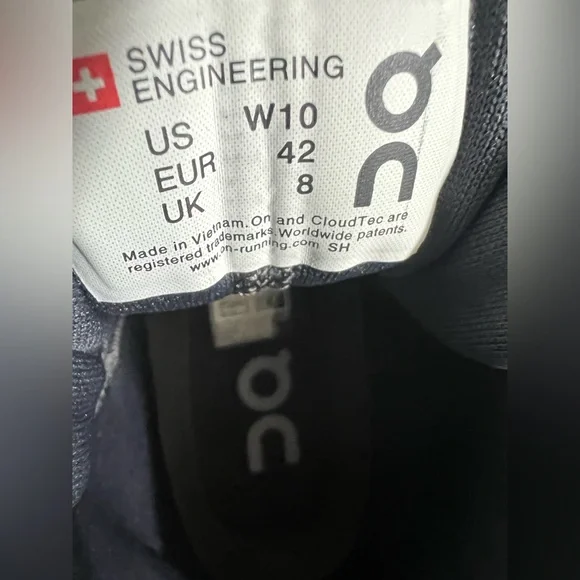 SWISS
ENGINEERING
US W10
EUR 42
UK 8
Made in Vietnam. On and CloudTec are
registered trademarks. Worldwide patents.
www.on-running.com SH